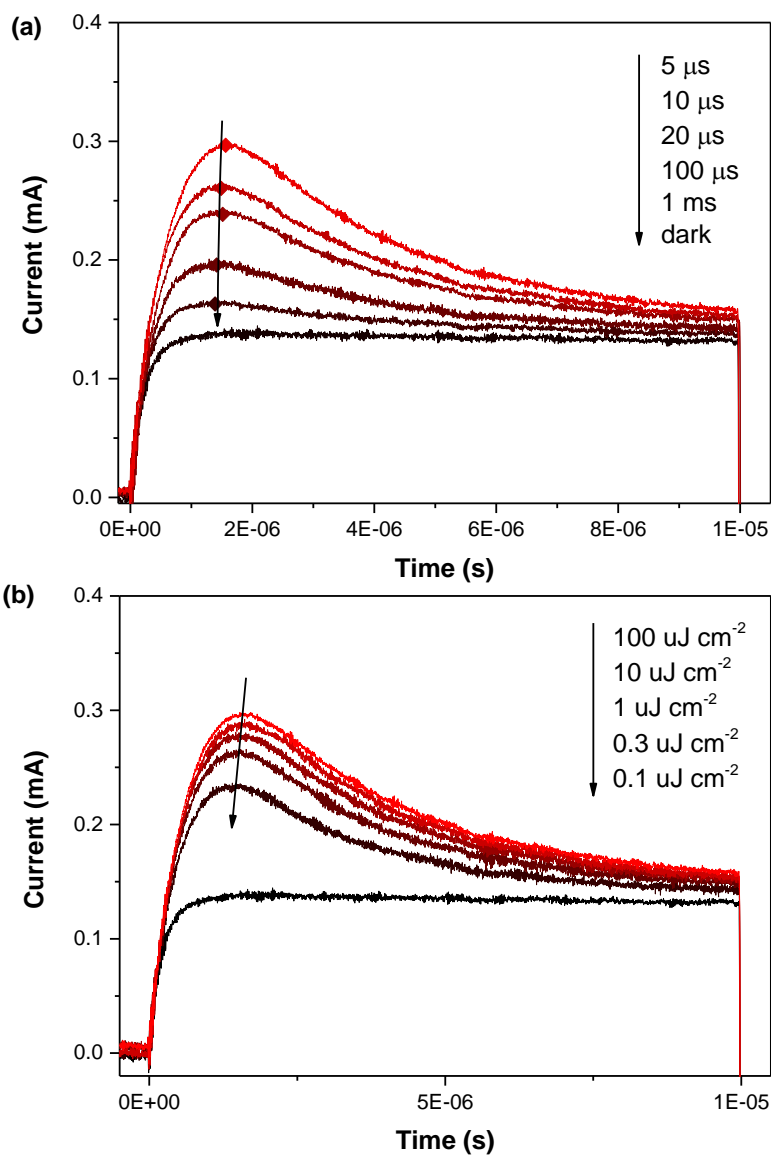 (a)
0.4
0.3
0.2
0.1
0.0
Current (mA)
5 μs
10 μs
20 μs
100 μs
1 ms
dark
0E+00 2E-06 4E-06 6E-06 8E-06 1E-05
Time (s)
(b)
0.4
0.3
0.2
0.1
0.0
Current (mA)
100 uJ cm⁻²
10 uJ cm⁻²
1 uJ cm⁻²
0.3 uJ cm⁻²
0.1 uJ cm⁻²
0E+00 5E-06 1E-05
Time (s)